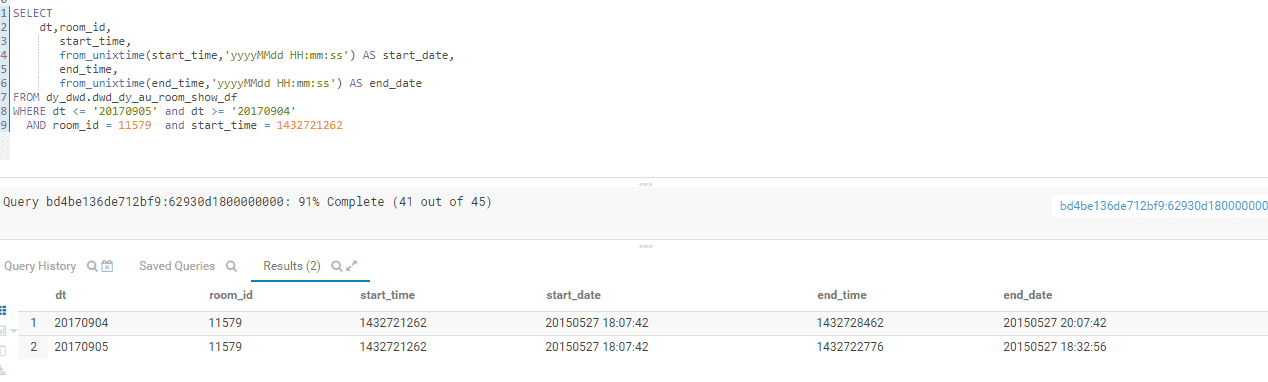 1 SELECT
2 dt,room_id,
3 start_time,
4 from_unixtime(start_time,'yyyyMMdd HH:mm:ss') AS start_date,
5 end_time,
6 from_unixtime(end_time,'yyyyMMdd HH:mm:ss') AS end_date
7 FROM dy_dwd.dwd_dy_au_room_show_df
8 WHERE dt <= '20170905' and dt >= '20170904'
9 AND room_id = 11579 and start_time = 1432721262
Query bd4be136de712bf9:62930d1800000000: 91% Complete (41 out of 45)
bd4be136de712bf9:62930d1800000000
Query History Saved Queries Results (2)
dt room_id start_time start_date end_time end_date
1 20170904 11579 1432721262 20150527 18:07:42 1432728462 20150527 20:07:42
2 20170905 11579 1432721262 20150527 18:07:42 1432722776 20150527 18:32:56